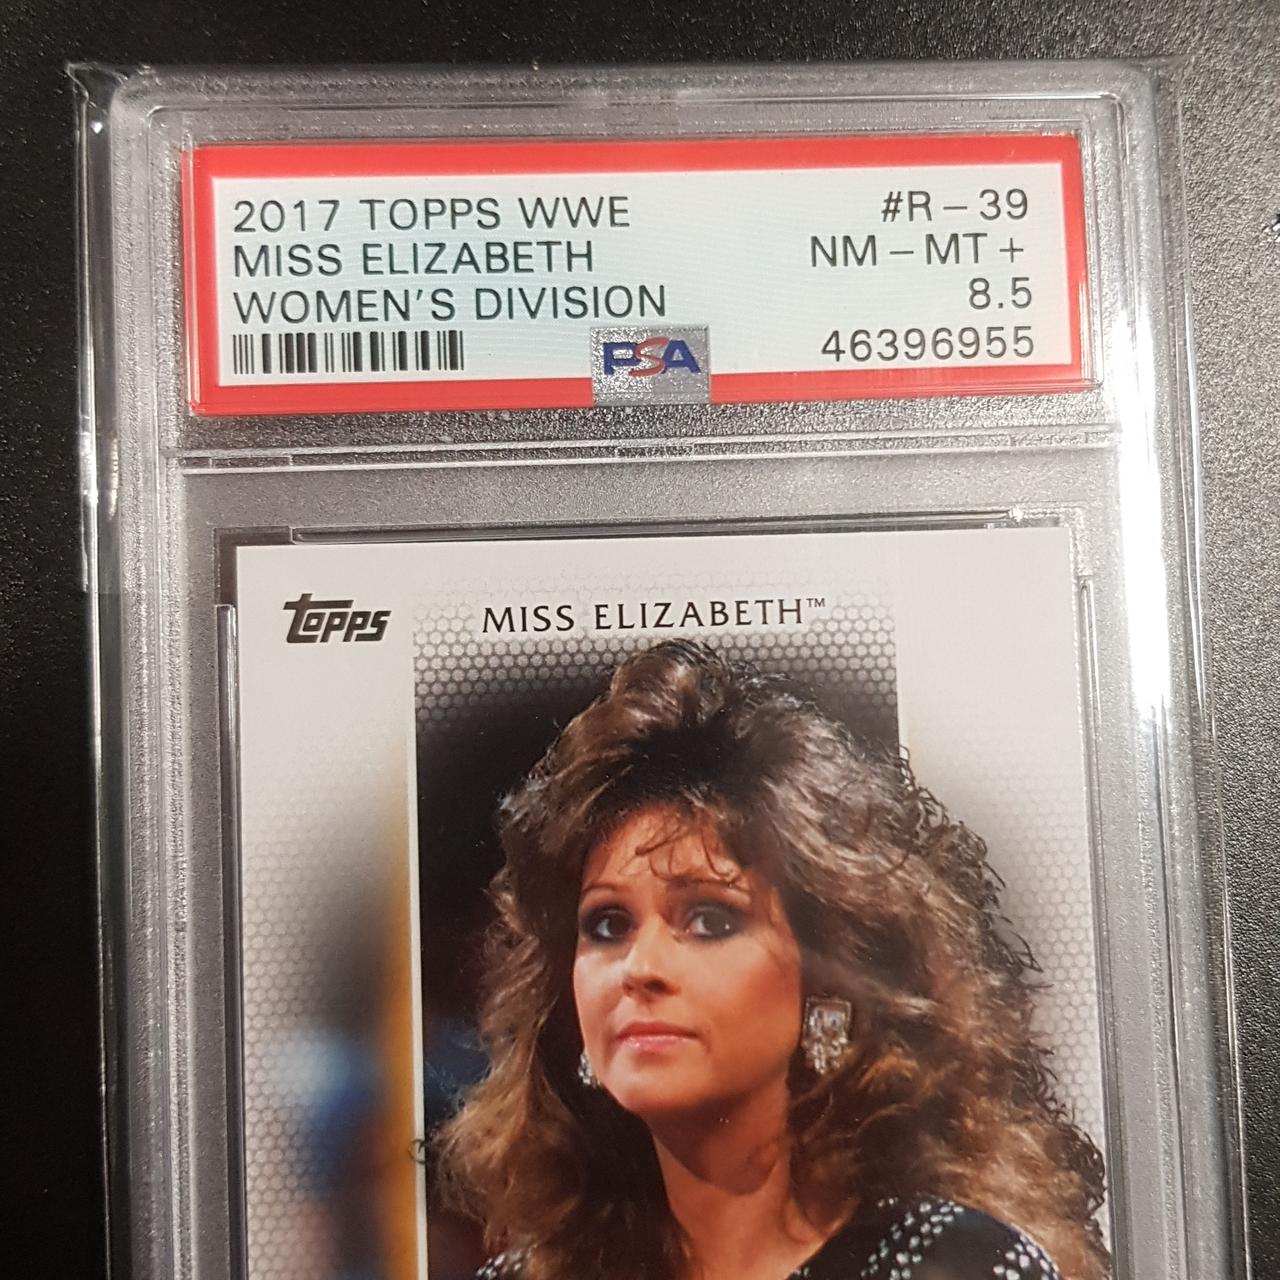 2017 TOPPS WWE #R-39
MISS ELIZABETH NM-MT+
WOMEN'S DIVISION 8.5
PSA 46396955
topps MISS ELIZABETH™